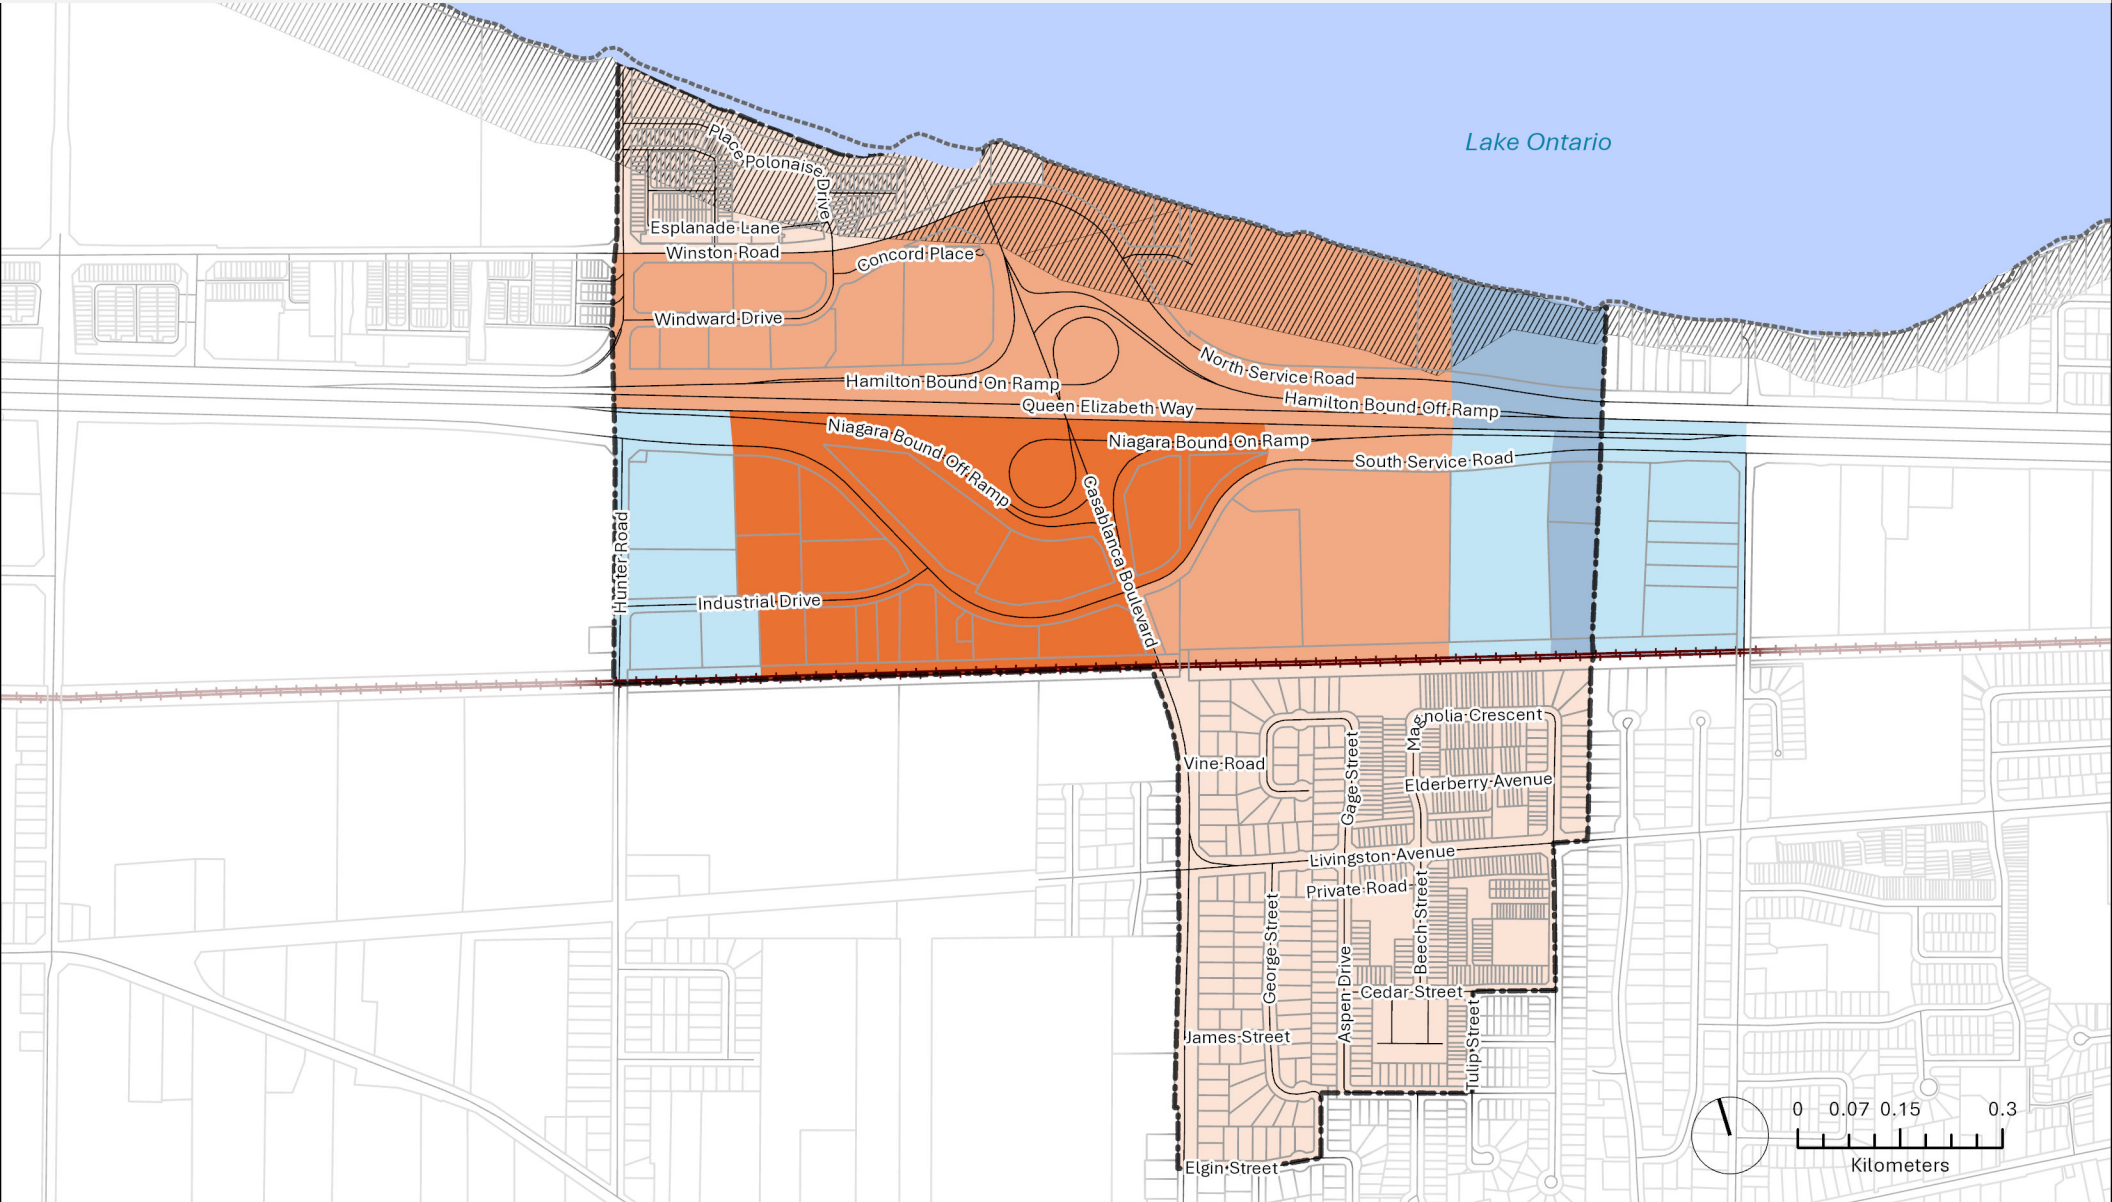 Lake Ontario
Place Polonaise Drive
Esplanade Lane
Winston Road
Concord Place
Windward Drive
North Service Road
Hamilton Bound On Ramp
Hamilton Bound Off Ramp
Queen Elizabeth Way
Niagara Bound Off Ramp
Niagara Bound On Ramp
South Service Road
Casablanca Boulevard
Hunter Road
Industrial Drive
Magnolia Crescent
Vine Road
Gage Street
Elderberry Avenue
Livingston Avenue
Private Road
George Street
Beech Street
Aspen Drive
Cedar Street
James Street
Tulip Street
Elgin Street
0 0.07 0.15 0.3
Kilometers